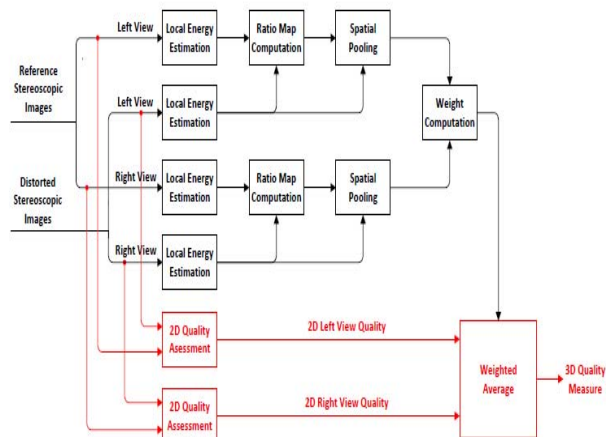 Left View
Local Energy
Estimation
Ratio Map
Computation
Spatial
Pooling
Reference
Stereoscopic
Images
Left View
Local Energy
Estimation
Weight
Computation
Distorted
Stereoscopic
Images
Right View
Local Energy
Estimation
Ratio Map
Computation
Spatial
Pooling
Right View
Local Energy
Estimation
2D Quality
Asessment
2D Left View Quality
Weighted
Average
3D Quality
Measure
2D Quality
Assessment
2D Right View Quality